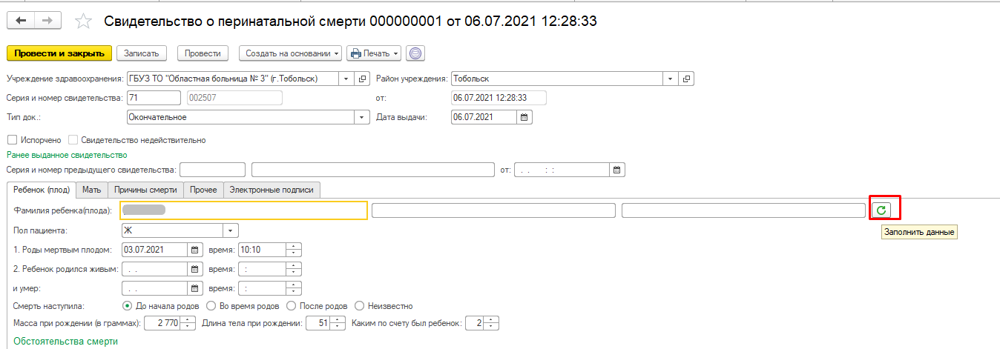 Свидетельство о перинатальной смерти 000000001 от 06.07.2021 12:28:33
Провести и закрыть Записать Провести Создать на основании Печать
Учреждение здравоохранения: ГБУЗ ТО "Областная больница № 3" (г.Тобольск) Район учреждения: Тобольск
Серия и номер свидетельства: 71 002507 от: 06.07.2021 12:28:33
Тип док.: Окончательное Дата выдачи: 06.07.2021
Испорчено Свидетельство недействительно
Ранее выданное свидетельство
Серия и номер предыдущего свидетельства: от: . . : :
Ребенок (плод) Мать Причины смерти Прочее Электронные подписи
Фамилия ребенка(плода):
Заполнить данные
Пол пациента: Ж
1. Роды мертвым плодом: 03.07.2021 время: 10:10
2. Ребенок родился живым: . . время: :
и умер: . . время: :
Смерть наступила: До начала родов Во время родов После родов Неизвестно
Масса при рождении (в граммах): 2 770 Длина тела при рождении: 51 Каким по счету был ребенок: 2
Обстоятельства смерти